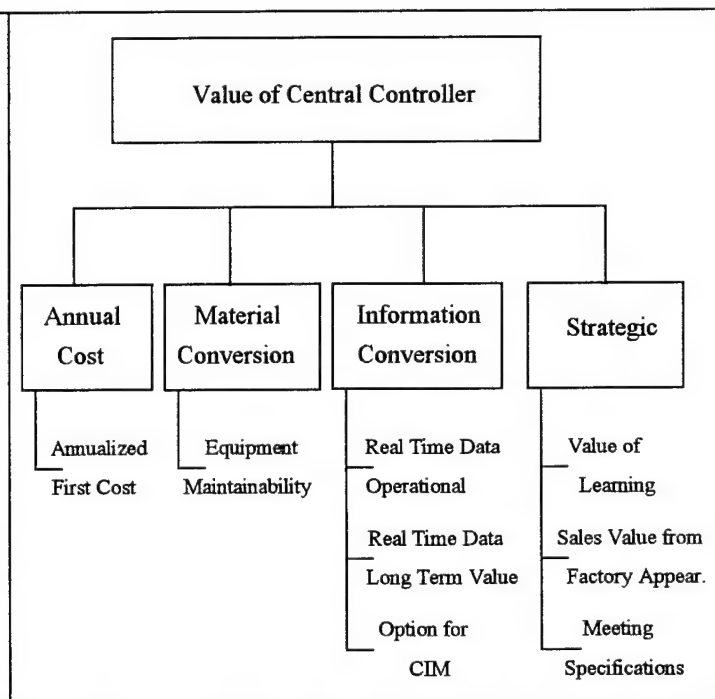 Value of Central Controller
Annual
Cost
Material
Conversion
Information
Conversion
Strategic
Annualized
First Cost
Equipment
Maintainability
Real Time Data
Operational
Real Time Data
Long Term Value
Option for
CIM
Value of
Learning
Sales Value from
Factory Appear.
Meeting
Specifications